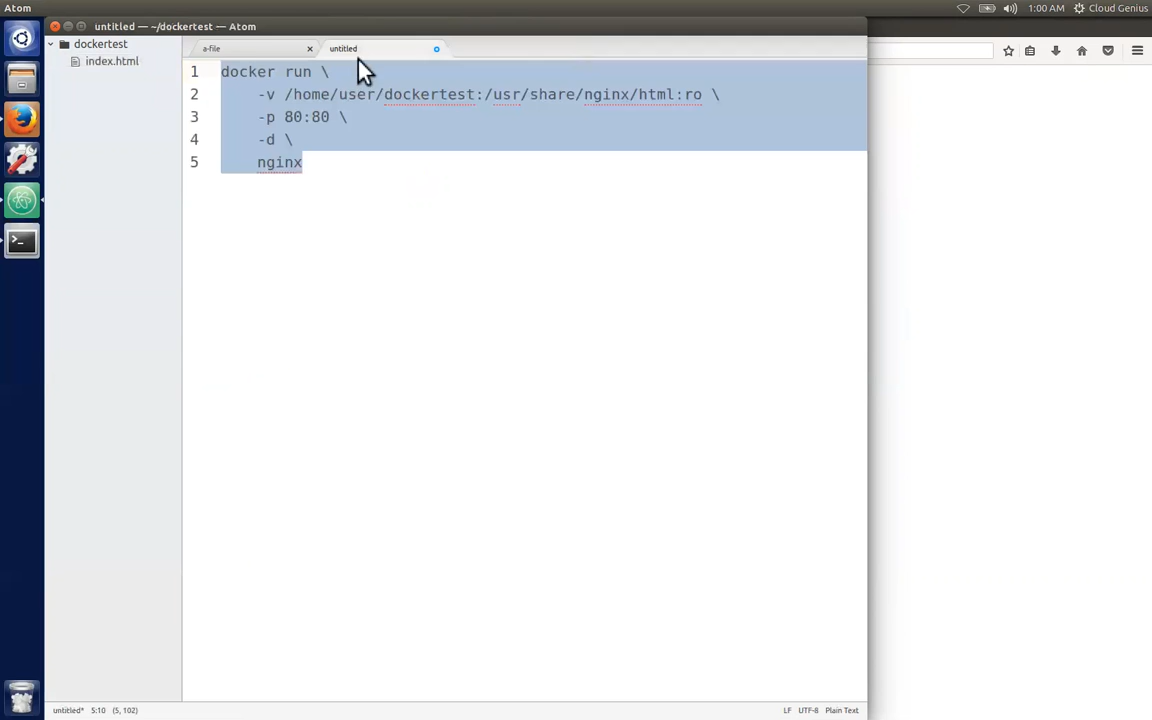 Atom
1:00 AM
Cloud Genius
untitled — ~/dockertest — Atom
dockertest
index.html
a-file
untitled
1 docker run \
2 -v /home/user/dockertest:/usr/share/nginx/html:ro \
3 -p 80:80 \
4 -d \
5 nginx
untitled* 5:10 (5, 102)
LF UTF-8 Plain Text